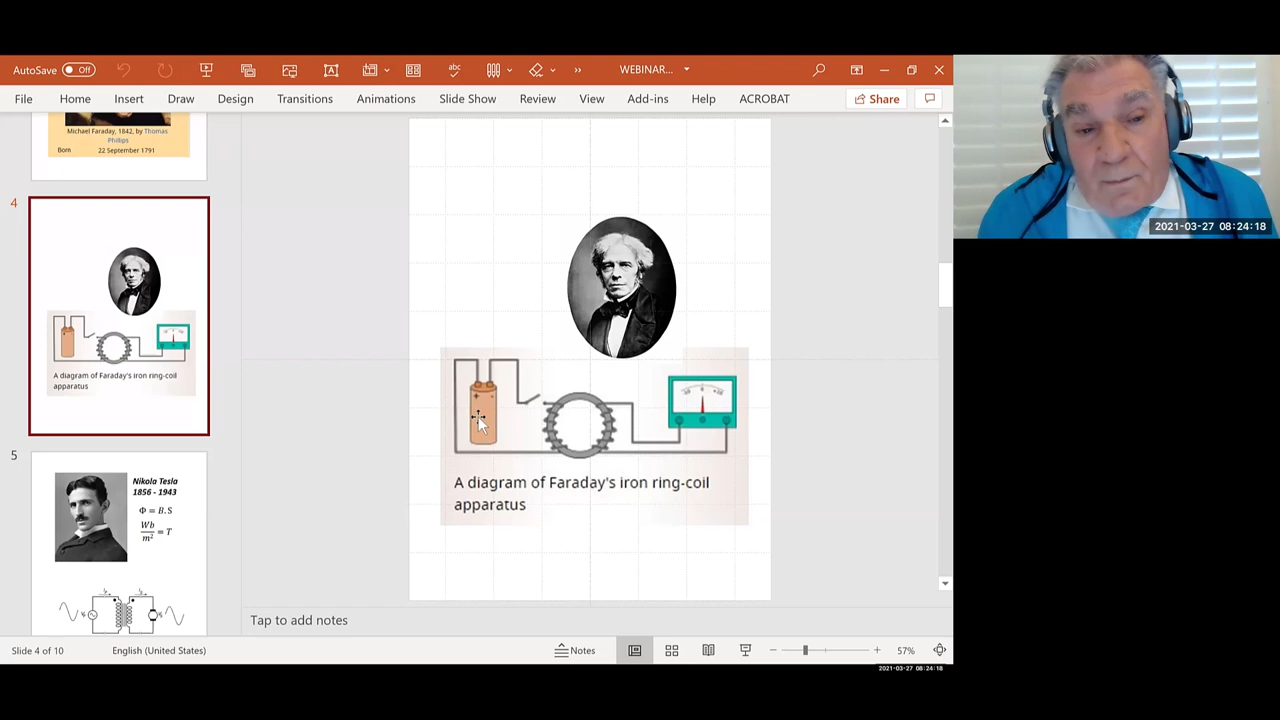 AutoSave Off WEBINAR...
File Home Insert Draw Design Transitions Animations Slide Show Review View Add-ins Help ACROBAT Share
Michael Faraday, 1842, by Thomas
Phillips
Born 22 September 1791
4
A diagram of Faraday's iron ring-coil
apparatus
5
Nikola Tesla
1856 - 1943
Φ = B.S
Wb
m² = T
+ -
A diagram of Faraday's iron ring-coil
apparatus
Tap to add notes
Slide 4 of 10 English (United States) Notes 57%
2021-03-27 08:24:18
2021-03-27 08:24:18